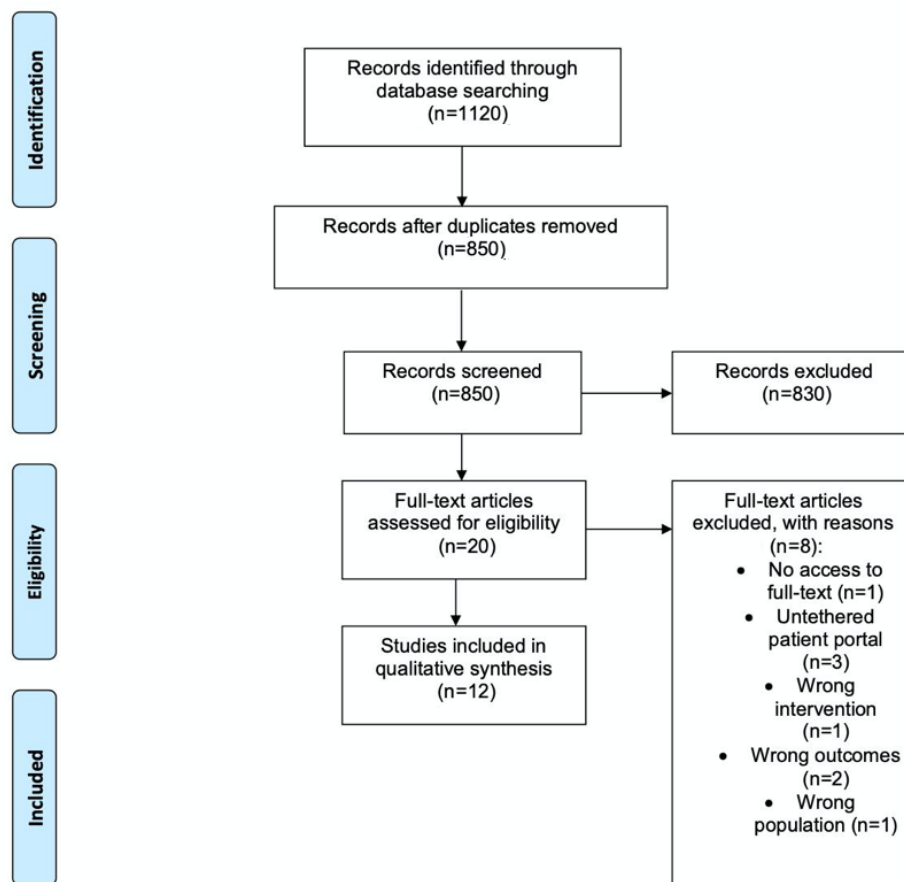 Identification
Records identified through
database searching
(n=1120)
Records after duplicates removed
(n=850)
Screening
Records screened
(n=850)
Records excluded
(n=830)
Eligibility
Full-text articles
assessed for eligibility
(n=20)
Full-text articles
excluded, with reasons
(n=8):
• No access to
full-text (n=1)
• Untethered
patient portal
(n=3)
• Wrong
intervention
(n=1)
• Wrong outcomes
(n=2)
• Wrong
population (n=1)
Studies included in
qualitative synthesis
(n=12)
Included